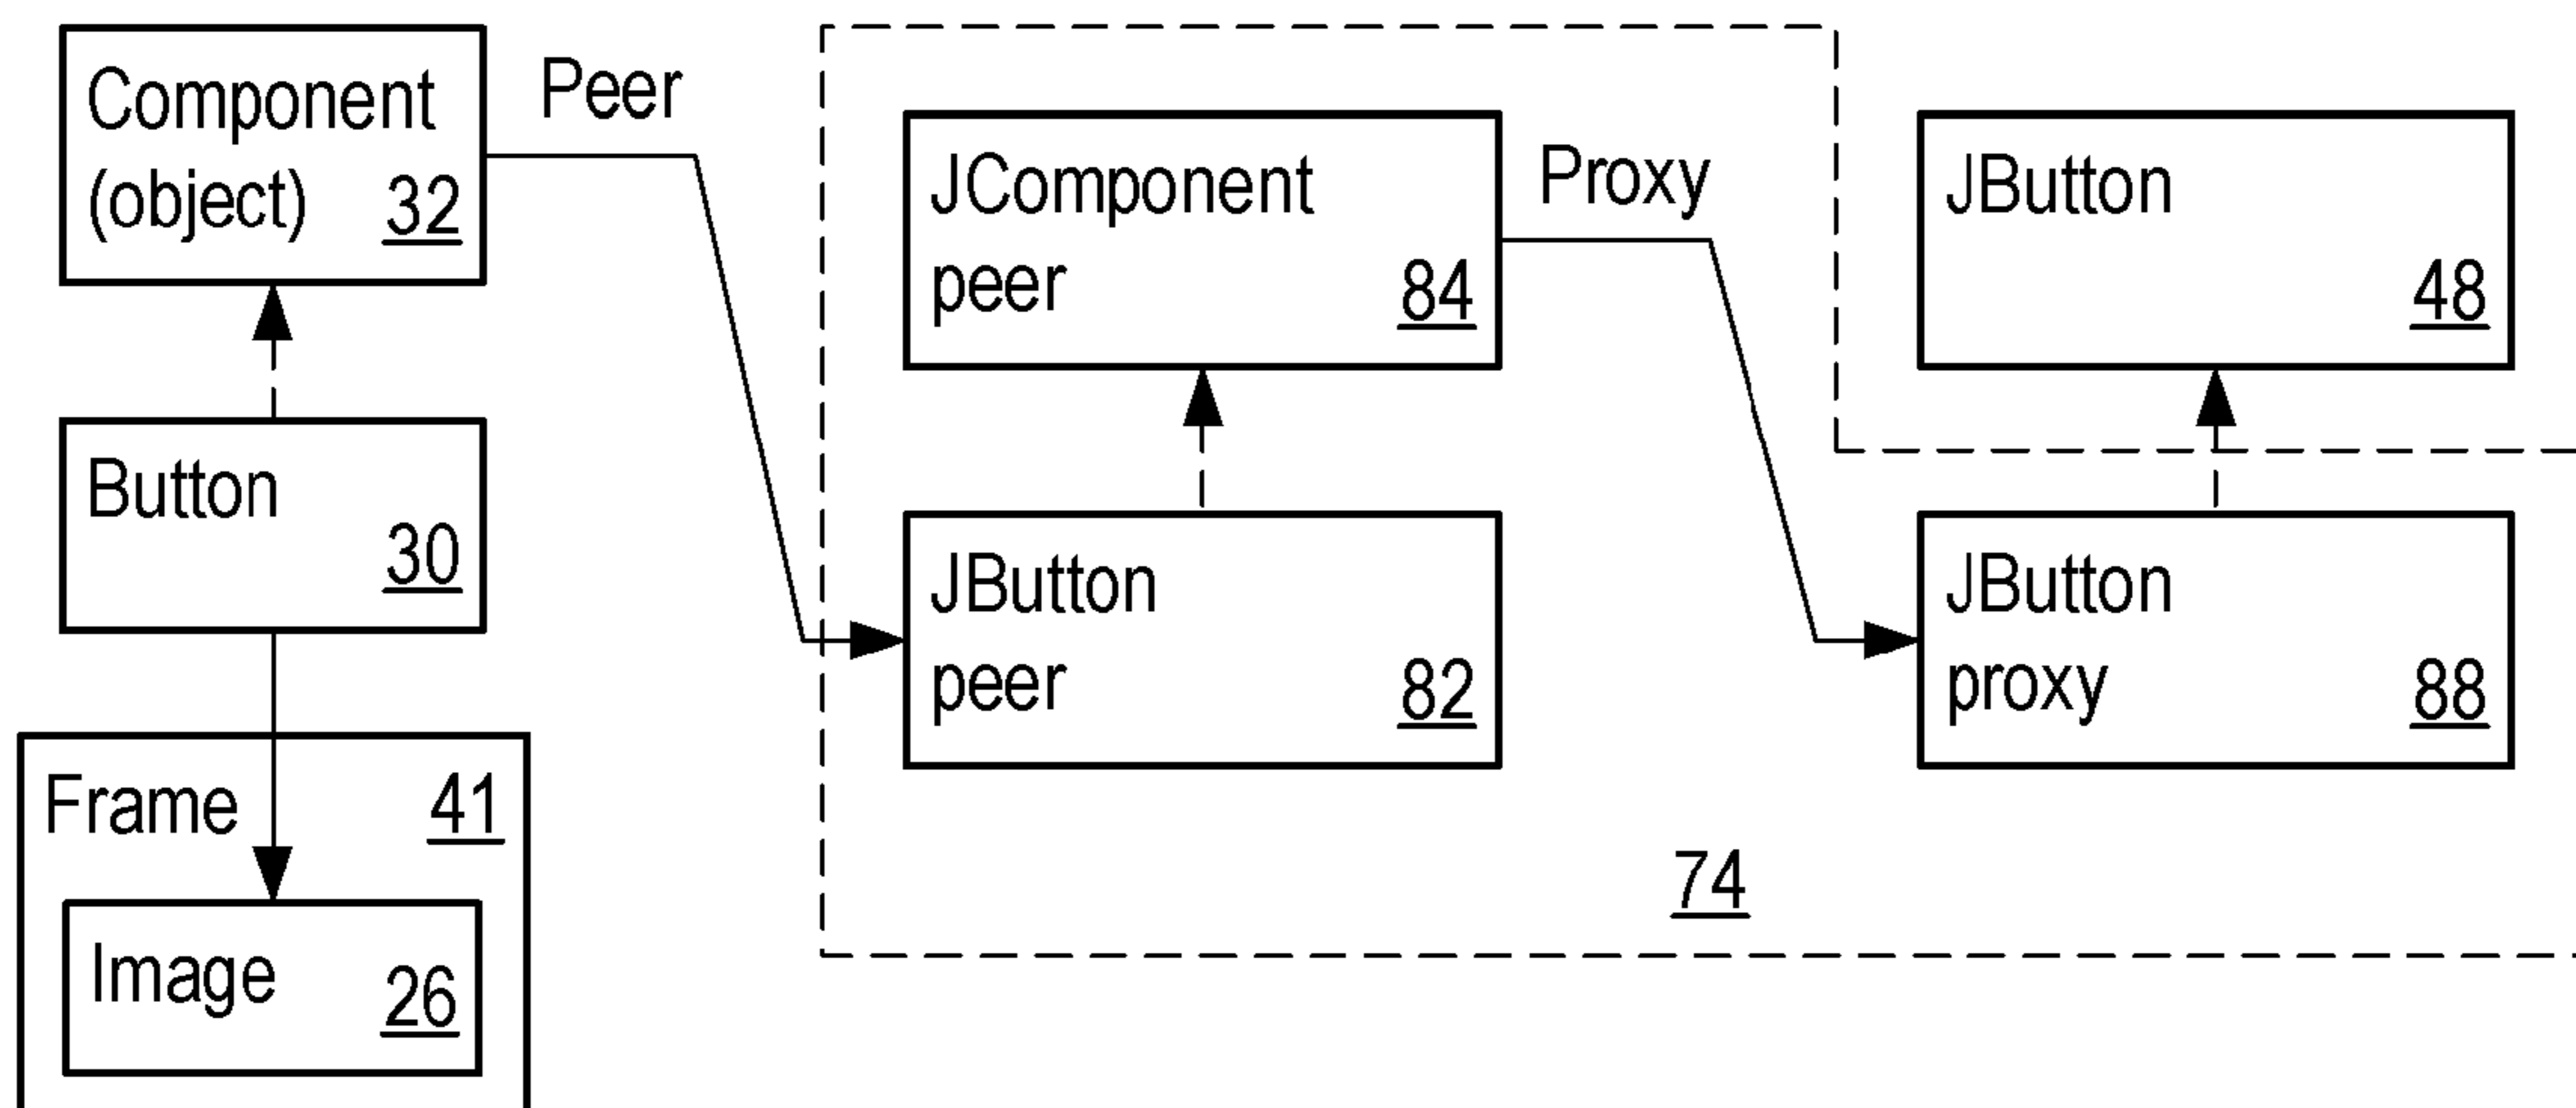 Component
(object) 32
Peer
JComponent
peer 84
Proxy
JButton
48
Button
30
JButton
peer 82
JButton
proxy 88
Frame 41
Image 26
74